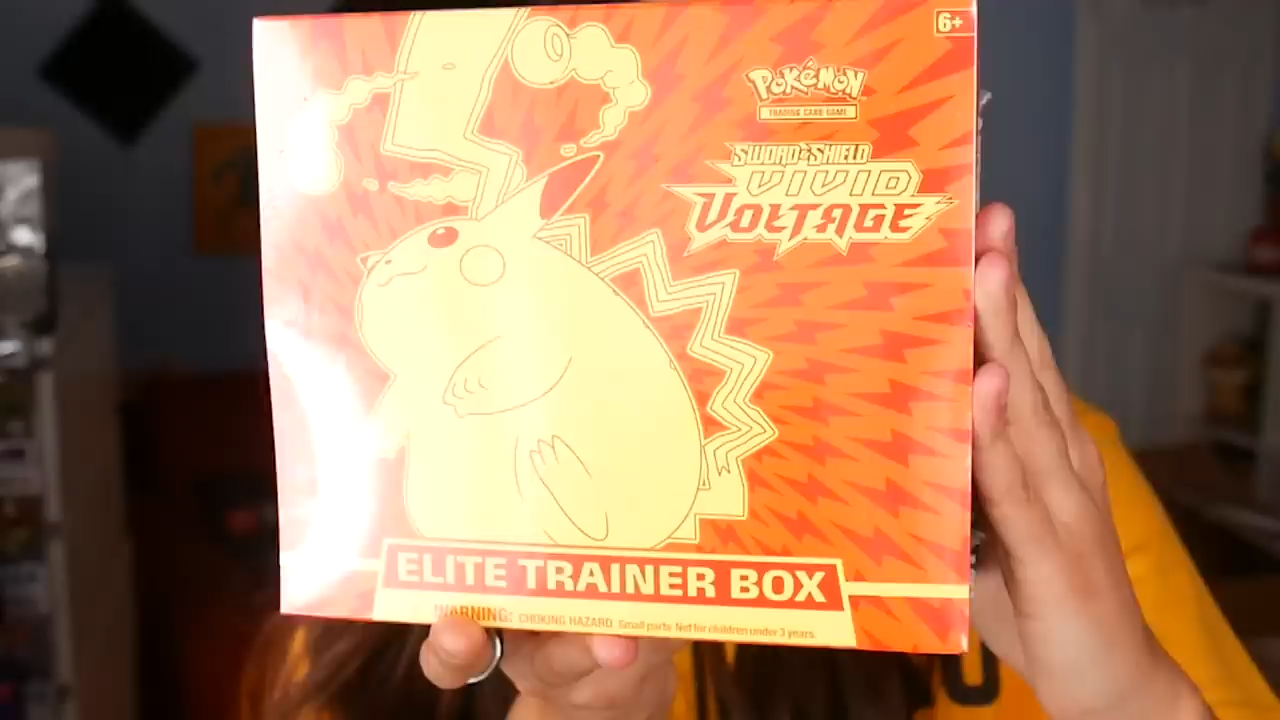 6+
POKÉMON
TRADING CARD GAME
SWORD & SHIELD
VIVID
VOLTAGE
ELITE TRAINER BOX
WARNING: CHOKING HAZARD. Small parts. Not for children under 3 years.